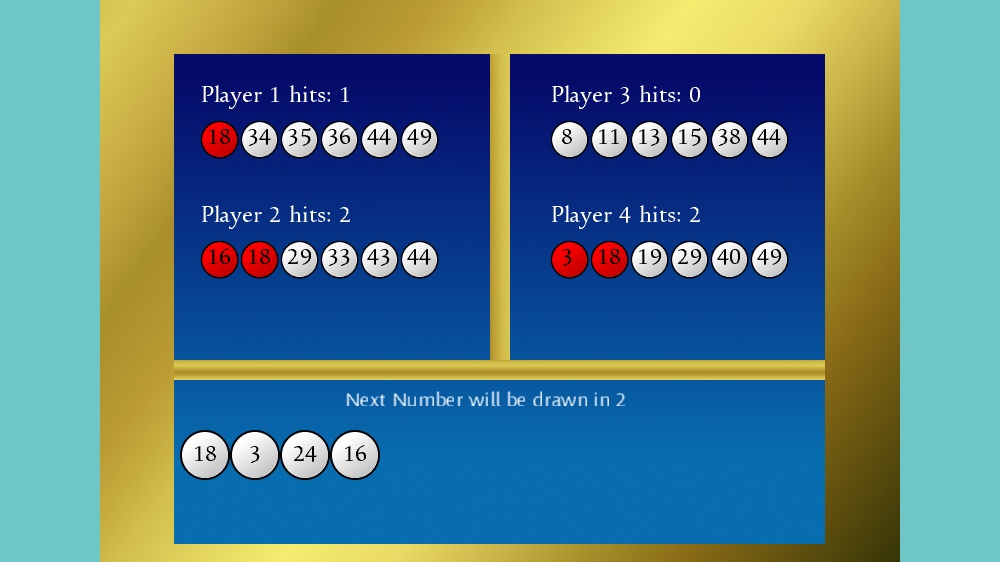 Player 1 hits: 1
18 34 35 36 44 49
Player 2 hits: 2
16 18 29 33 43 44
Player 3 hits: 0
8 11 13 15 38 44
Player 4 hits: 2
3 18 19 29 40 49
Next Number will be drawn in 2
18 3 24 16